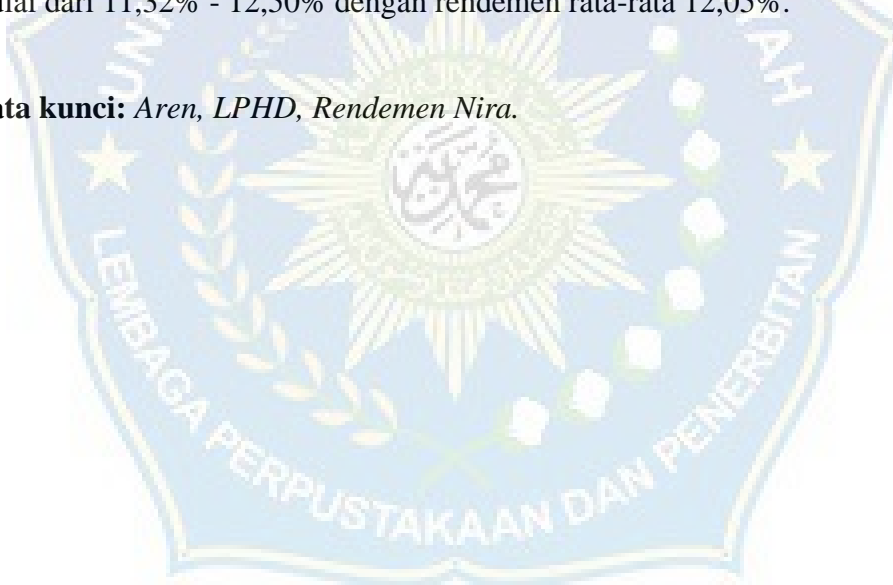 dari 11,32% - 12,50% dengan rendemen rata-rata 12,05%.
kunci: Aren, LPHD, Rendemen Nira.
LEMBAGA PERPUSTAKAAN DAN PENERBITAN